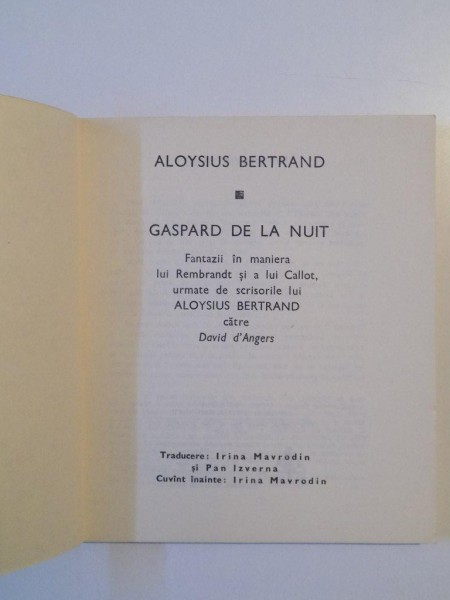 ALOYSIUS BERTRAND
GASPARD DE LA NUIT
Fantazii în maniera
lui Rembrandt și a lui Callot,
urmate de scrisorile lui
ALOYSIUS BERTRAND
către
David d'Angers
Traducere: Irina Mavrodin
și Pan Izverna
Cuvînt înainte: Irina Mavrodin